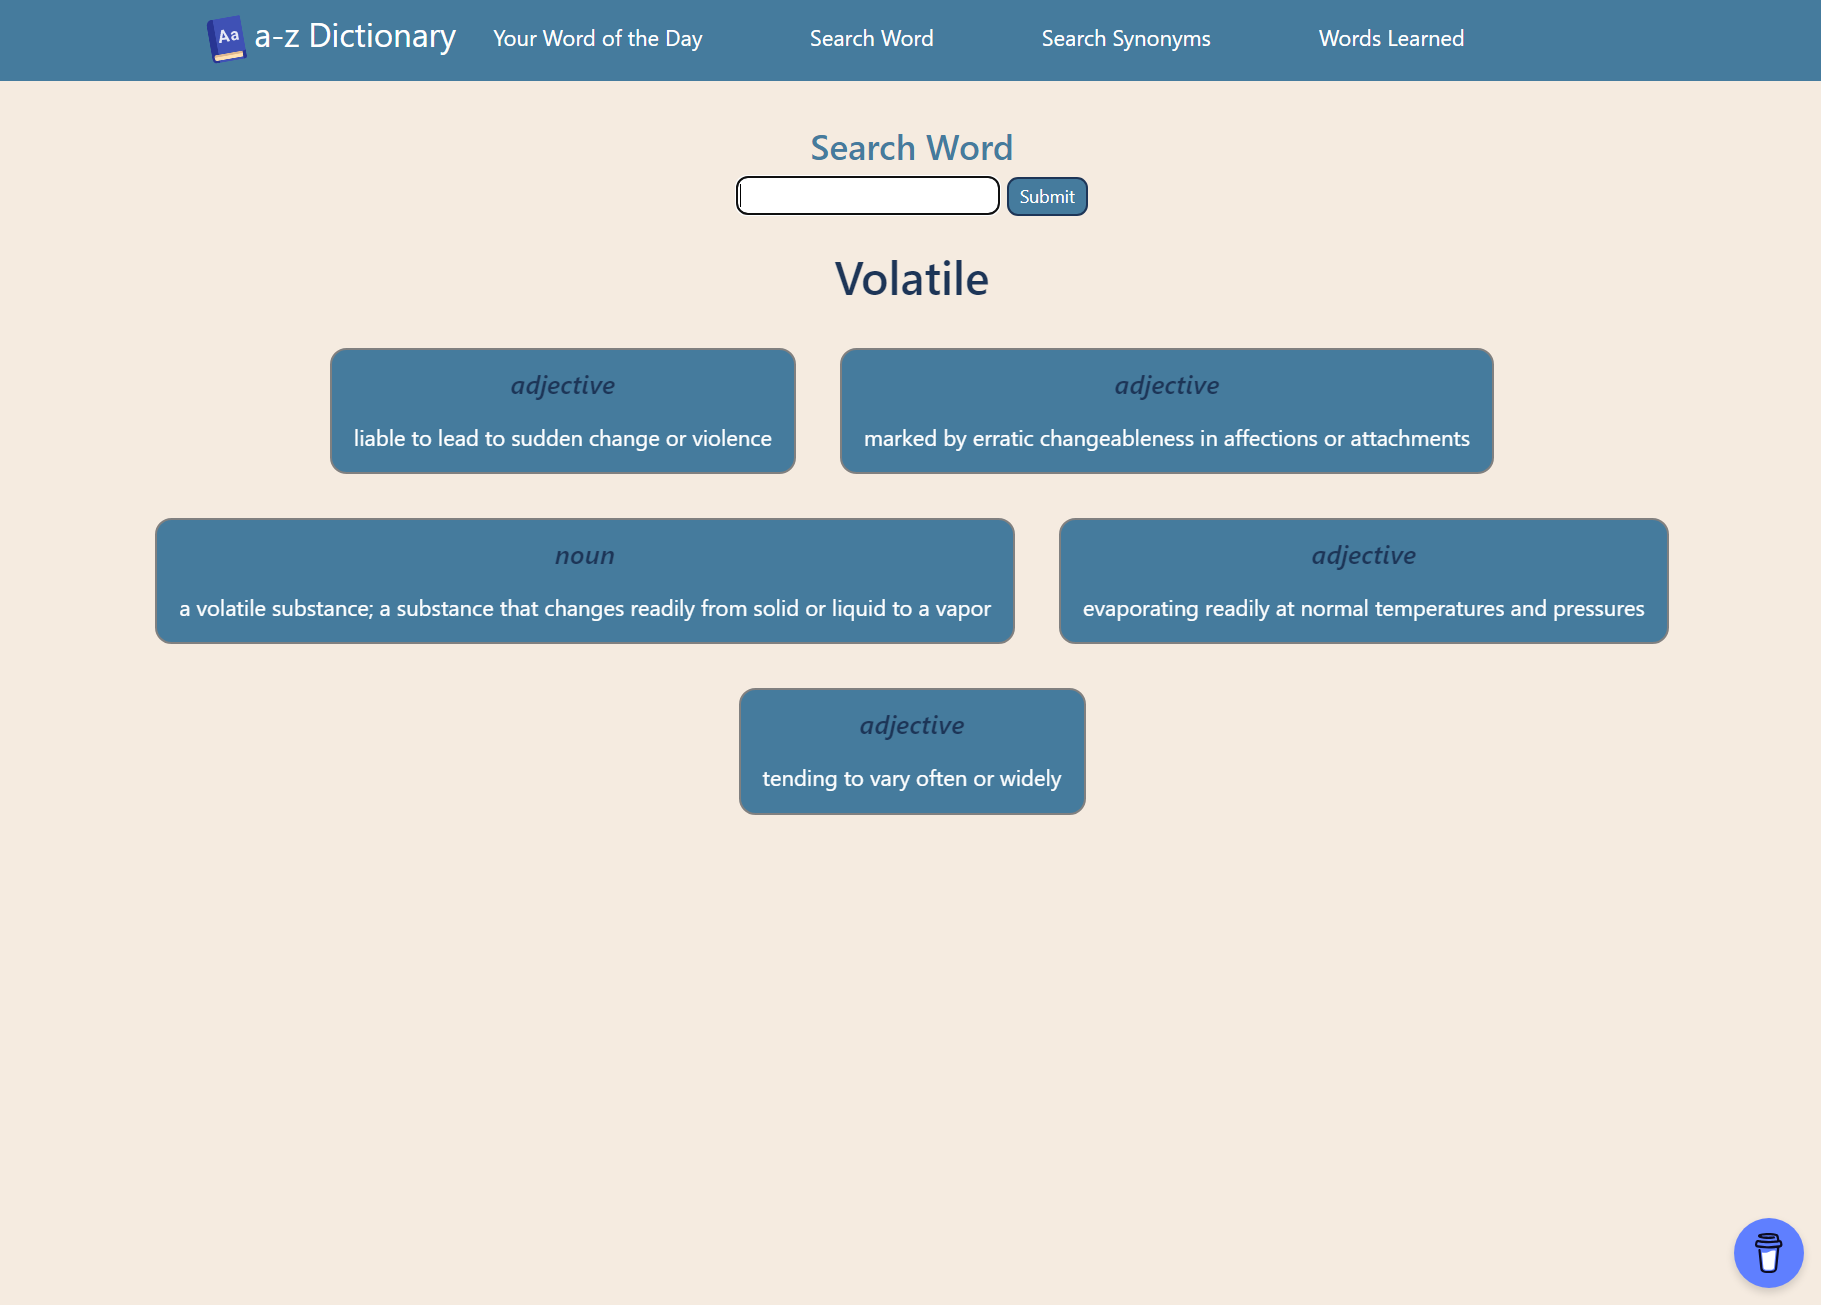 Aa a-z Dictionary Your Word of the Day Search Word Search Synonyms Words Learned
Search Word
Submit
Volatile
adjective
liable to lead to sudden change or violence
adjective
marked by erratic changeableness in affections or attachments
noun
a volatile substance; a substance that changes readily from solid or liquid to a vapor
adjective
evaporating readily at normal temperatures and pressures
adjective
tending to vary often or widely